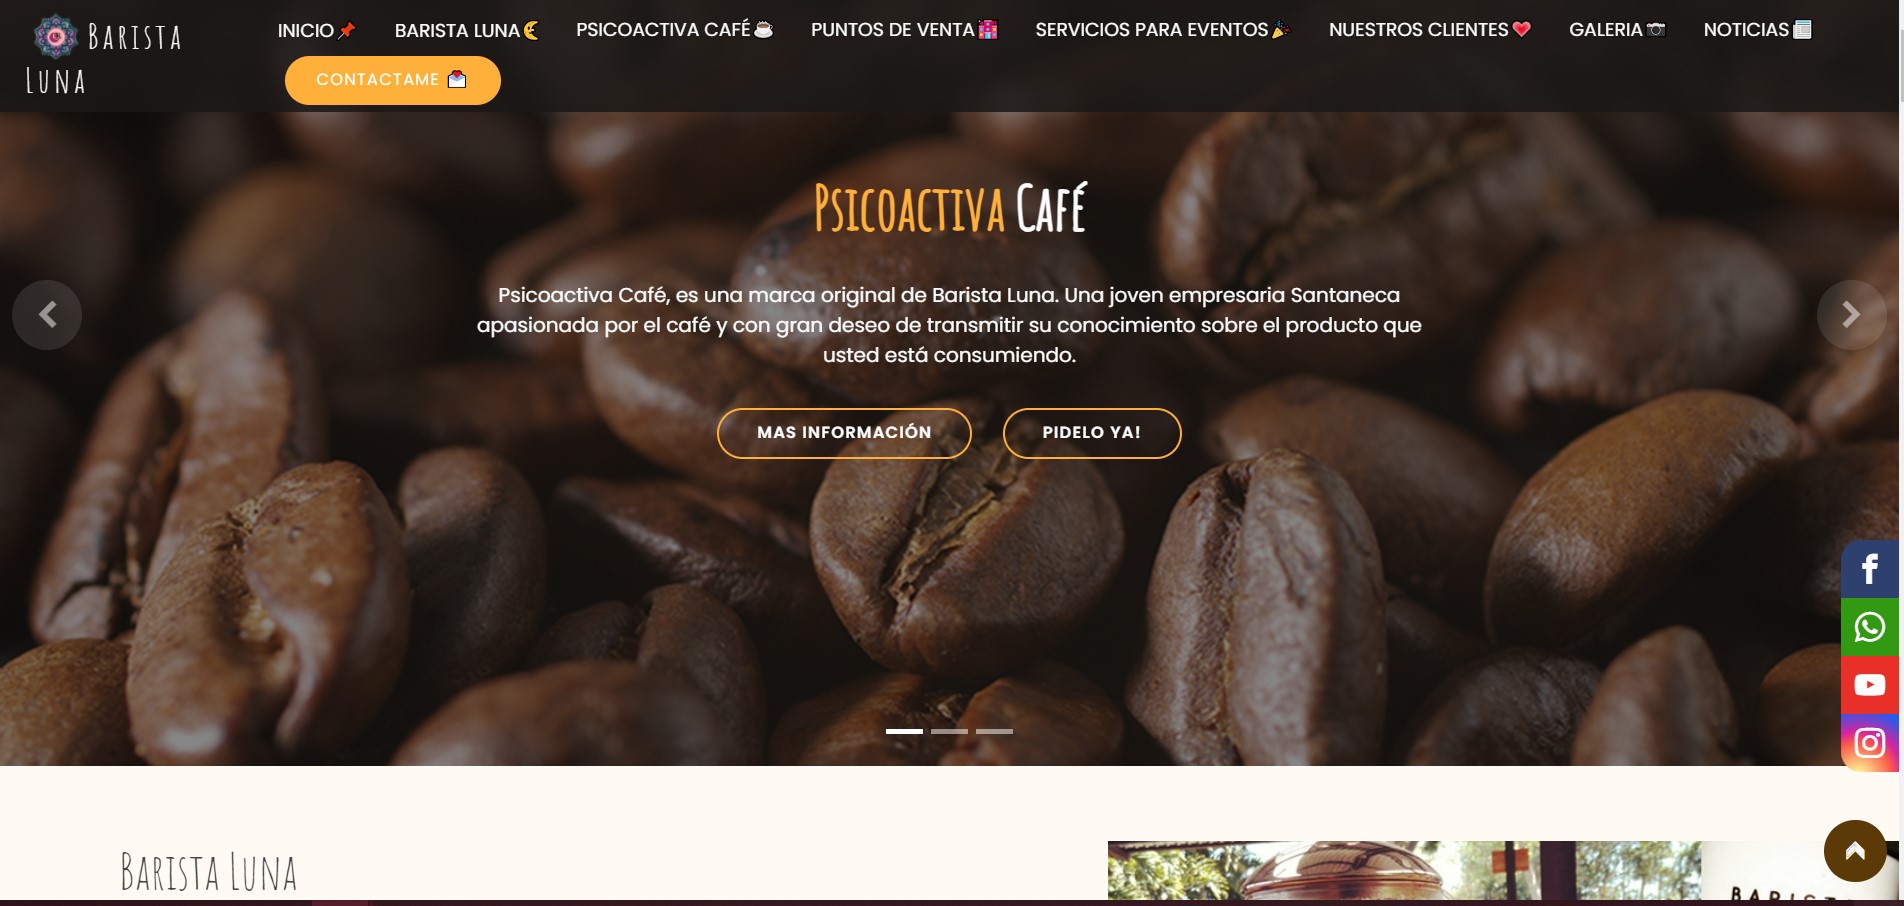 Barista
Luna
INICIO
BARISTA LUNA
PSICOACTIVA CAFÉ
PUNTOS DE VENTA
SERVICIOS PARA EVENTOS
NUESTROS CLIENTES
GALERIA
NOTICIAS
CONTACTAME
Psicoactiva Café
Psicoactiva Café, es una marca original de Barista Luna. Una joven empresaria Santaneca
apasionada por el café y con gran deseo de transmitir su conocimiento sobre el producto que
usted está consumiendo.
MAS INFORMACIÓN
PIDELO YA!
Barista Luna